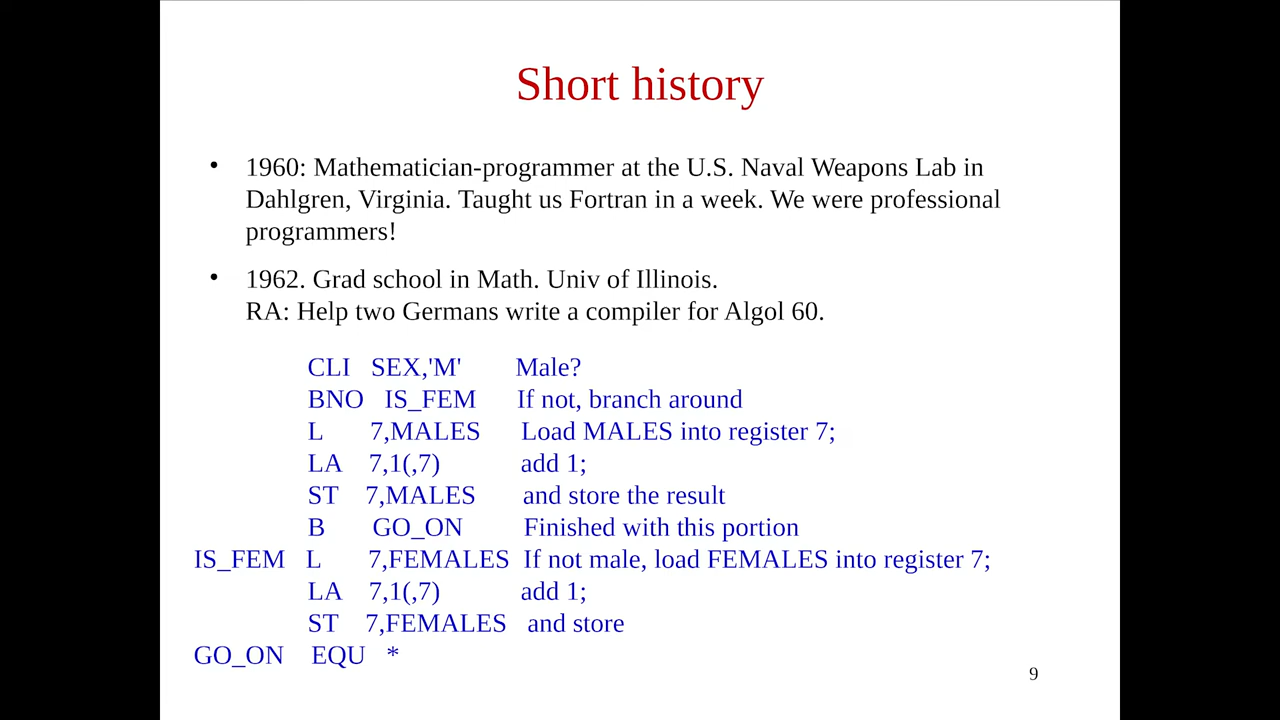 Short history
• 1960: Mathematician-programmer at the U.S. Naval Weapons Lab in
Dahlgren, Virginia. Taught us Fortran in a week. We were professional
programmers!
• 1962. Grad school in Math. Univ of Illinois.
RA: Help two Germans write a compiler for Algol 60.
CLI SEX,'M' Male?
BNO IS_FEM If not, branch around
L 7,MALES Load MALES into register 7;
LA 7,1(,7) add 1;
ST 7,MALES and store the result
B GO_ON Finished with this portion
IS_FEM L 7,FEMALES If not male, load FEMALES into register 7;
LA 7,1(,7) add 1;
ST 7,FEMALES and store
GO_ON EQU *
9